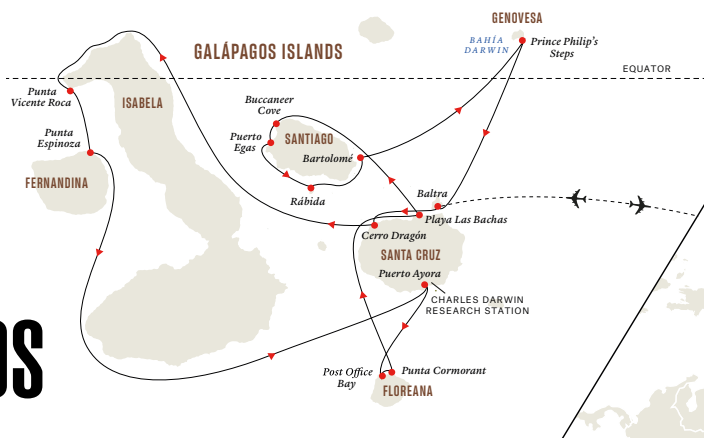 GENOVESA
BAHÍA
DARWIN
Prince Philip's
Steps
GALÁPAGOS ISLANDS
EQUATOR
Punta
Vicente Roca
ISABELA
Buccaneer
Cove
Punta
Espinoza
Puerto
Egas
SANTIAGO
Bartolomé
FERNANDINA
Rábida
Baltra
Playa Las Bachas
Cerro Dragón
SANTA CRUZ
Puerto Ayora
CHARLES DARWIN
RESEARCH STATION
OS
Post Office
Bay
Punta Cormorant
FLOREANA